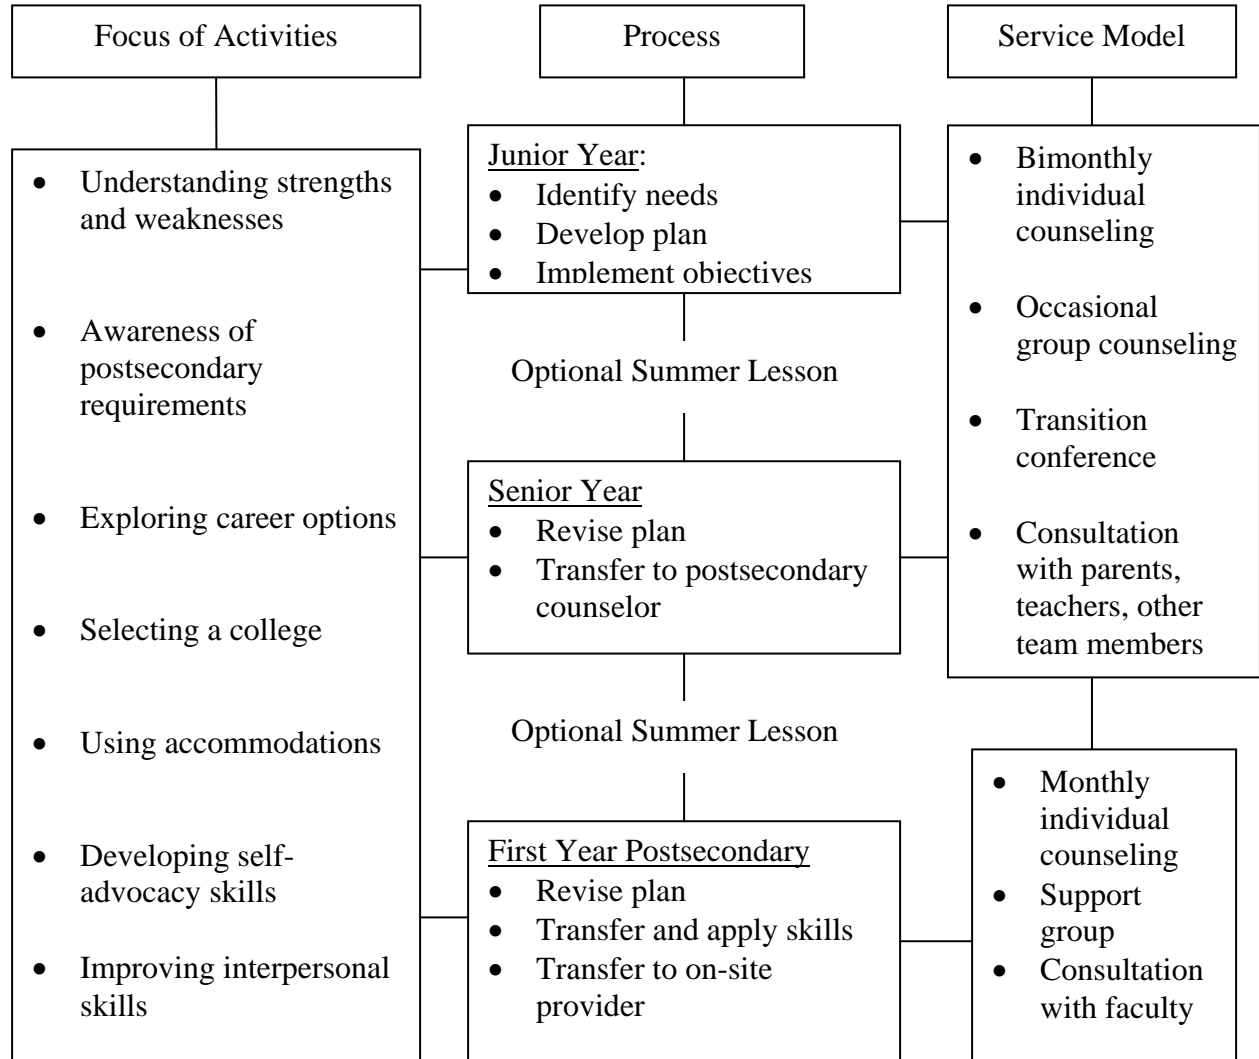 Focus of Activities
Process
Service Model
• Understanding strengths
and weaknesses
• Awareness of
postsecondary
requirements
• Exploring career options
• Selecting a college
• Using accommodations
• Developing self-
advocacy skills
• Improving interpersonal
skills
Junior Year:
• Identify needs
• Develop plan
• Implement objectives
Optional Summer Lesson
Senior Year
• Revise plan
• Transfer to postsecondary
counselor
Optional Summer Lesson
First Year Postsecondary
• Revise plan
• Transfer and apply skills
• Transfer to on-site
provider
• Bimonthly
individual
counseling
• Occasional
group counseling
• Transition
conference
• Consultation
with parents,
teachers, other
team members
• Monthly
individual
counseling
• Support
group
• Consultation
with faculty